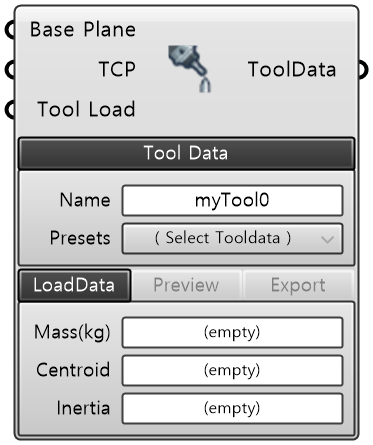 Base Plane
TCP ToolData
Tool Load
Tool Data
Name myTool0
Presets ( Select Tooldata )
LoadData Preview Export
Mass(kg) (empty)
Centroid (empty)
Inertia (empty)